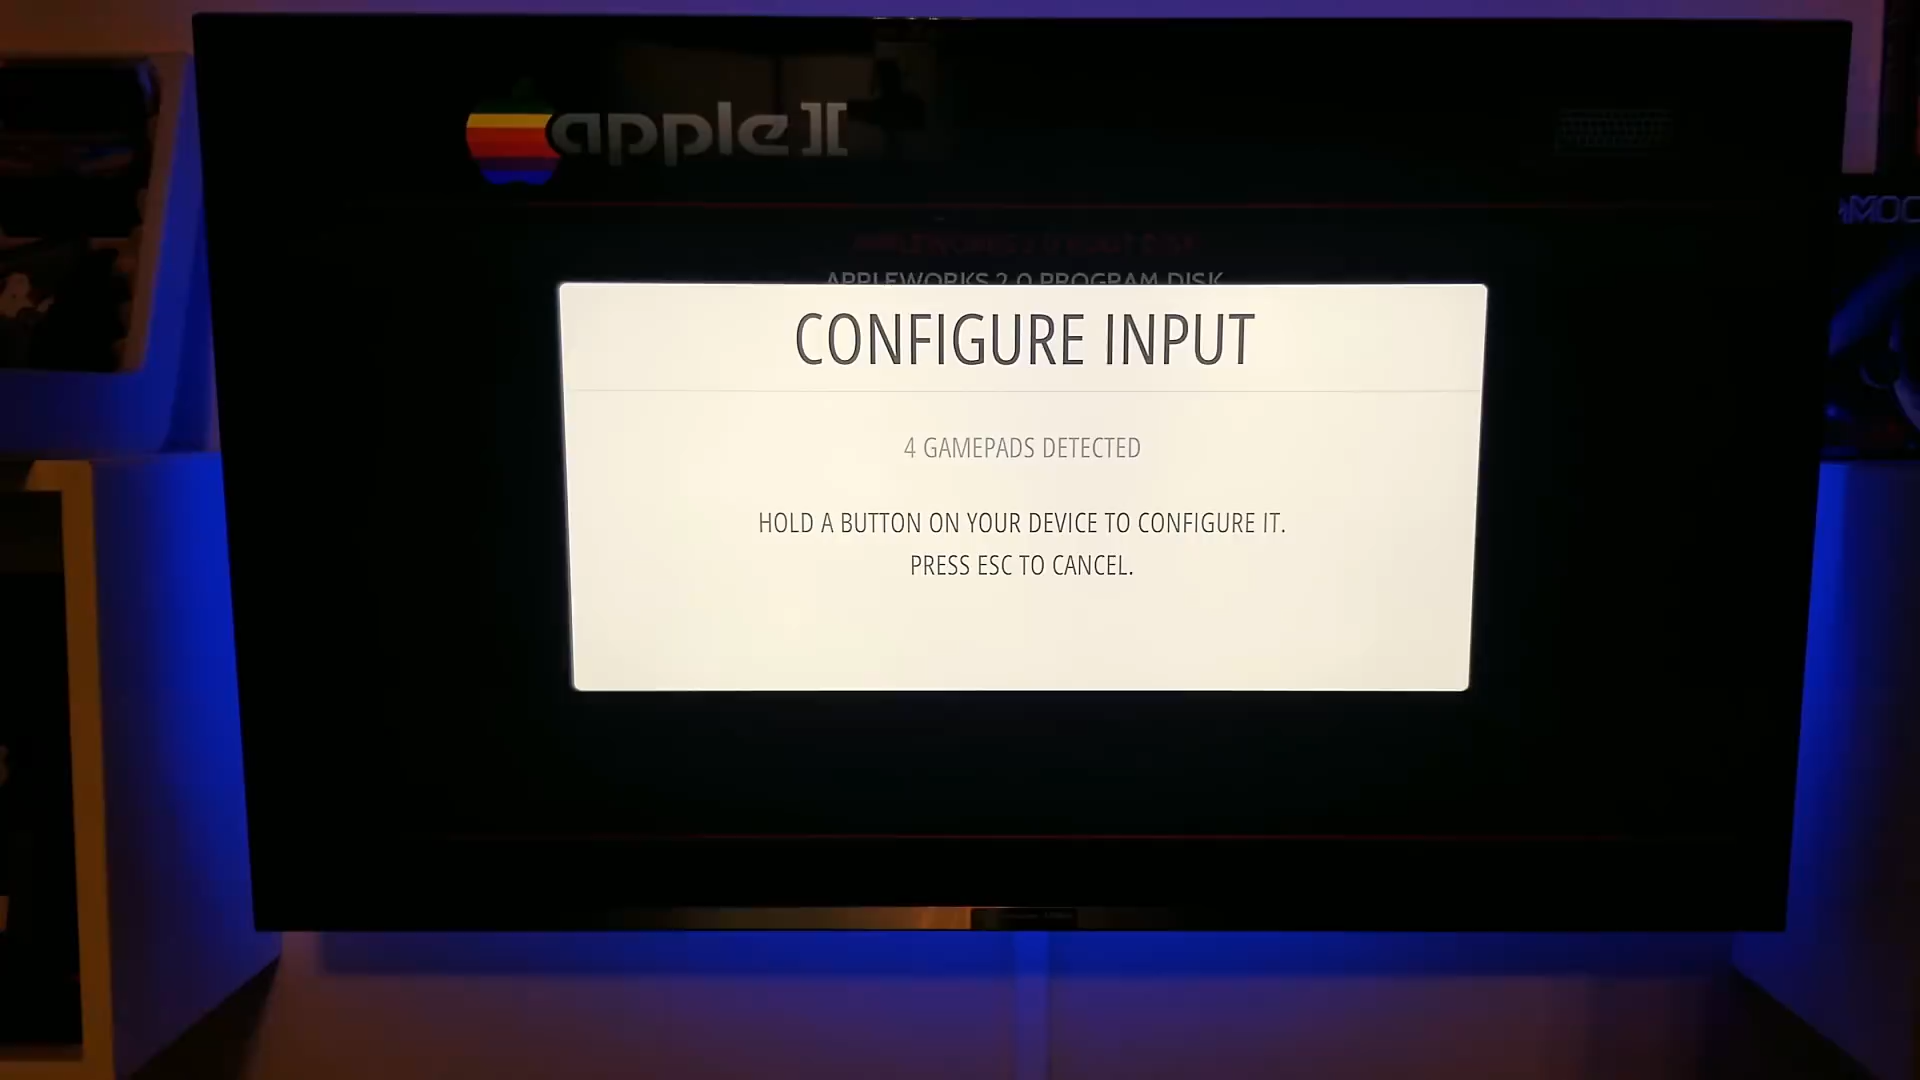 apple ][
APPLEWORKS 2.0 PROGRAM DISK
CONFIGURE INPUT
4 GAMEPADS DETECTED
HOLD A BUTTON ON YOUR DEVICE TO CONFIGURE IT.
PRESS ESC TO CANCEL.